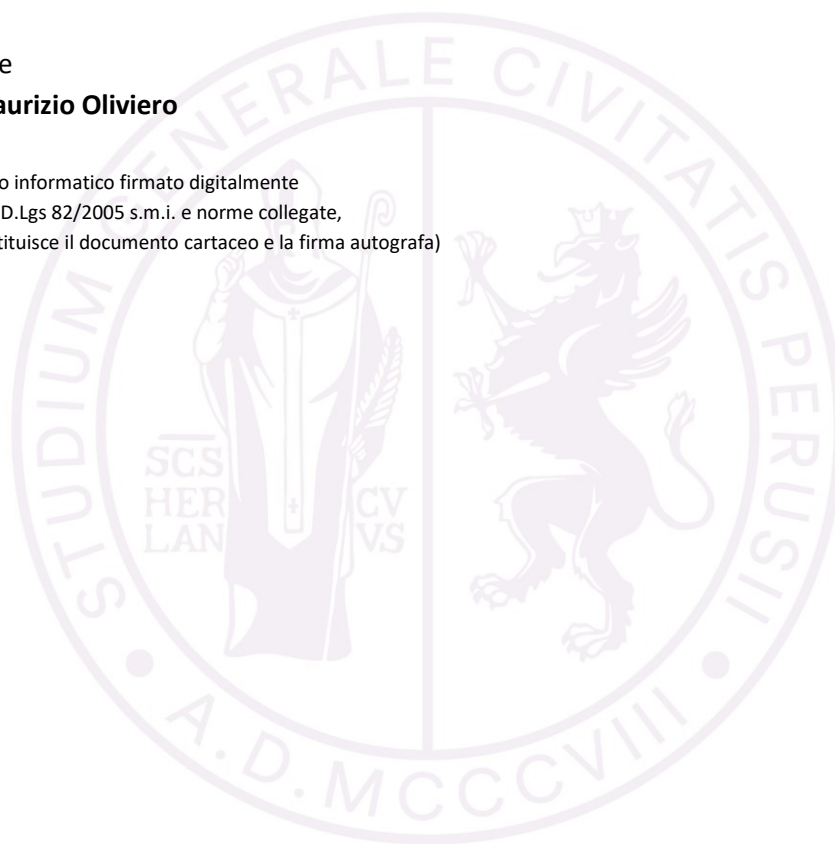 e
aurizio Oliviero
o informatico firmato digitalmente
D.Lgs 82/2005 s.m.i. e norme collegate,
tituisce il documento cartaceo e la firma autografa)
STUDIUM GENERALE CIVITATIS PERUSII
SCS
HER CV
LAN VS
A.D. MCCCVIII